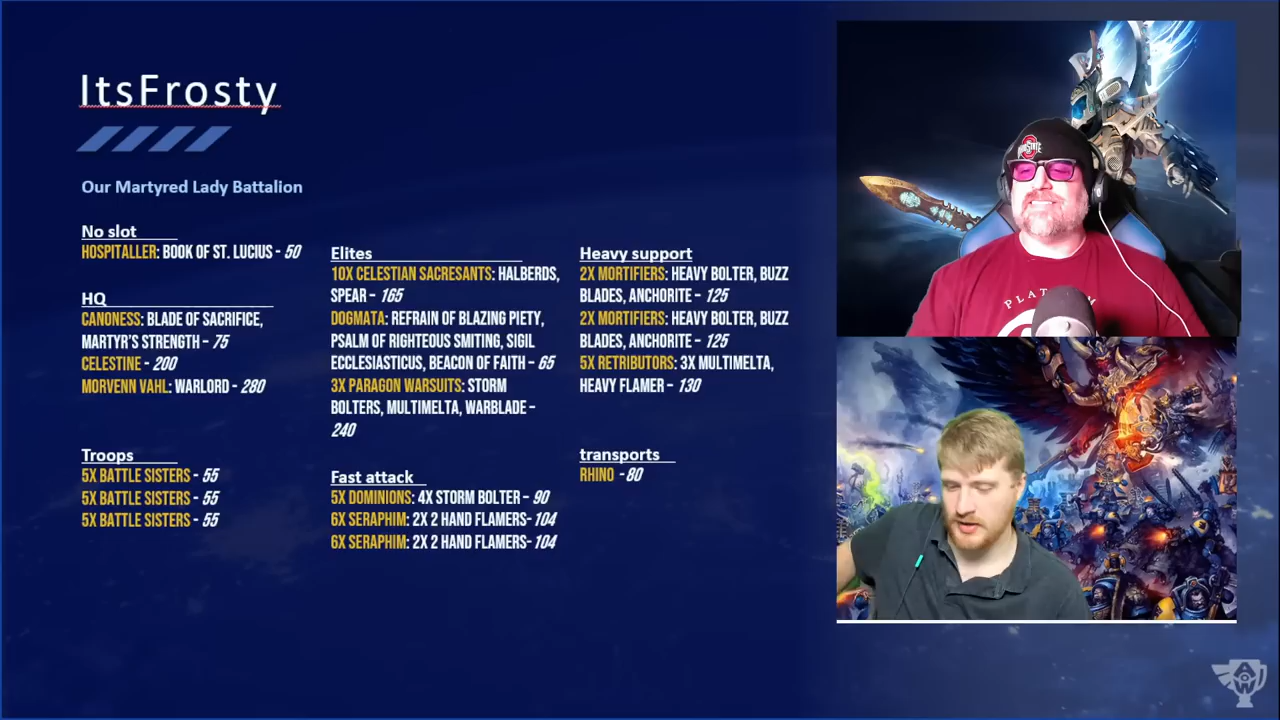 ItsFrosty
Our Martyred Lady Battalion
No slot
HOSPITALLER: BOOK OF ST. LUCIUS - 50
HQ
CANONESS: BLADE OF SACRIFICE,
MARTYR'S STRENGTH - 75
CELESTINE - 200
MORVENN VAHL: WARLORD - 280
Troops
5X BATTLE SISTERS - 55
5X BATTLE SISTERS - 55
5X BATTLE SISTERS - 55
Elites
10X CELESTIAN SACRESANTS: HALBERDS,
SPEAR – 165
DOGMATA: REFRAIN OF BLAZING PIETY,
PSALM OF RIGHTEOUS SMITING, SIGIL
ECCLESIASTICUS, BEACON OF FAITH – 65
3X PARAGON WARSUITS: STORM
BOLTERS, MULTIMELTA, WARBLADE –
240
Fast attack
5X DOMINIONS: 4X STORM BOLTER – 90
6X SERAPHIM: 2X 2 HAND FLAMERS- 104
6X SERAPHIM: 2X 2 HAND FLAMERS- 104
Heavy support
2X MORTIFIERS: HEAVY BOLTER, BUZZ
BLADES, ANCHORITE – 125
2X MORTIFIERS: HEAVY BOLTER, BUZZ
BLADES, ANCHORITE – 125
5X RETRIBUTORS: 3X MULTIMELTA,
HEAVY FLAMER – 130
transports
RHINO -80